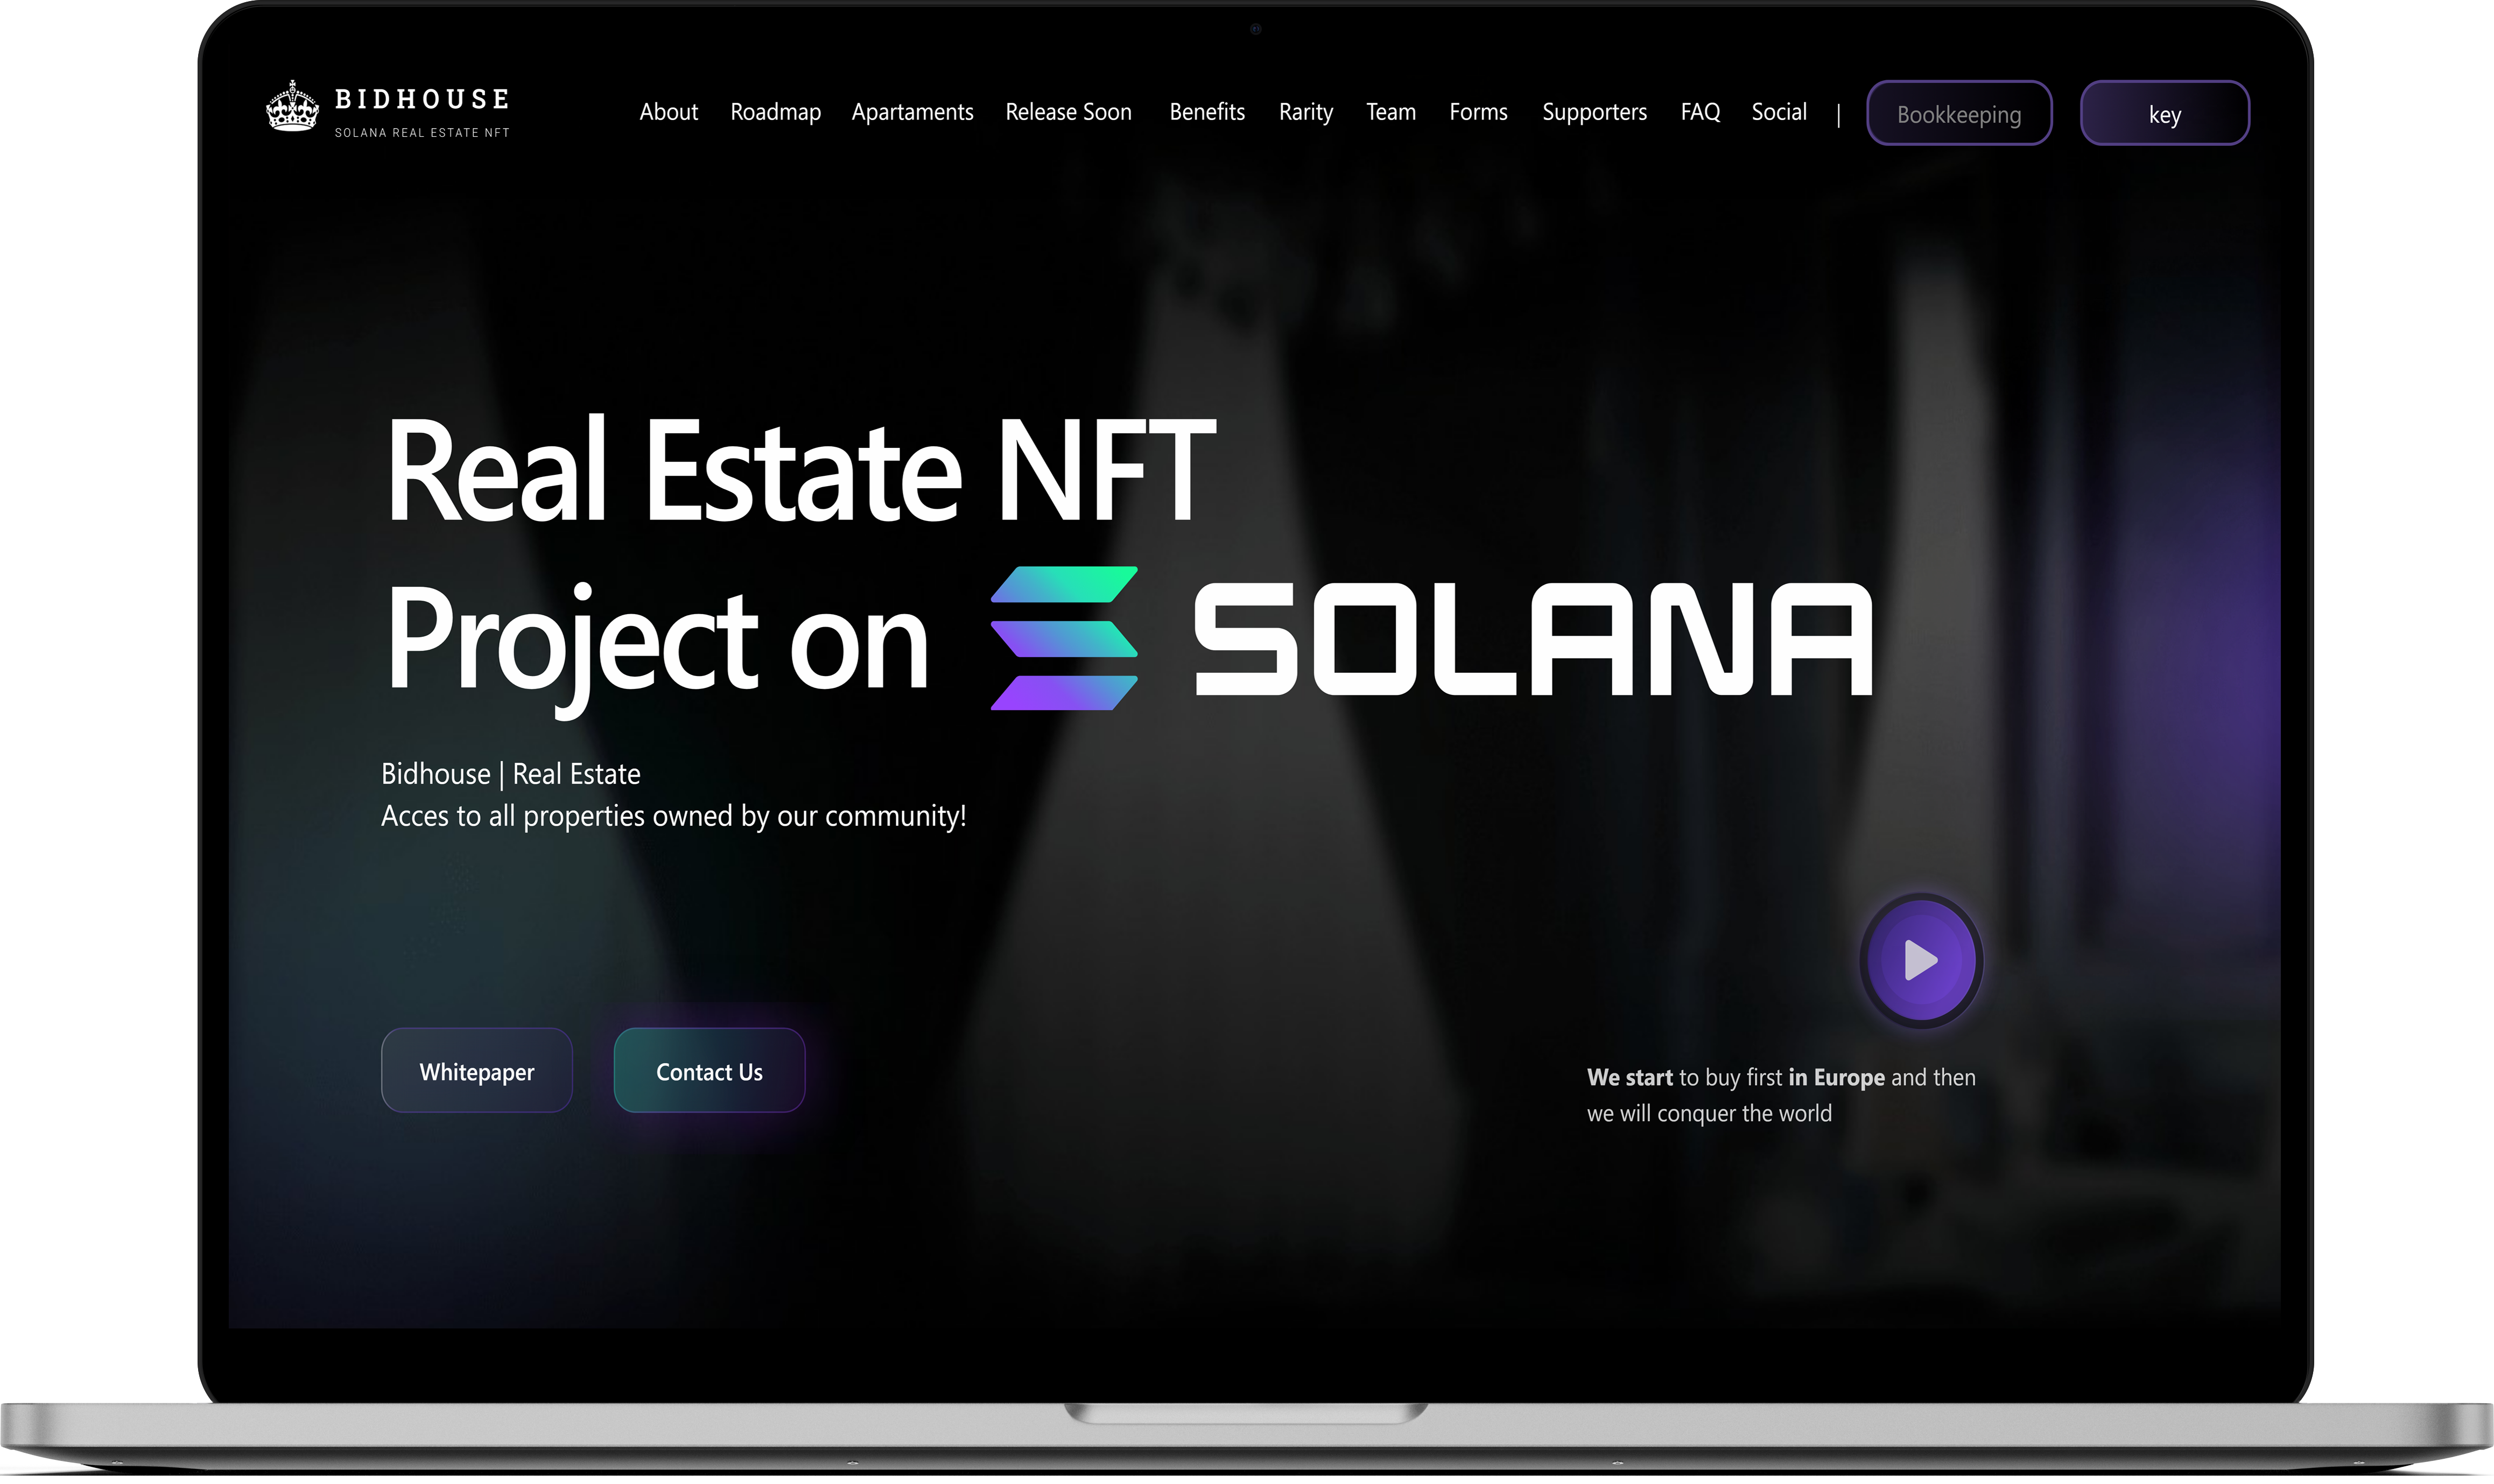 BIDHOUSE
SOLANA REAL ESTATE NFT
About Roadmap Apartaments Release Soon Benefits Rarity Team Forms Supporters FAQ Social | Bookkeeping key
Real Estate NFT
Project on SOLANA
Bidhouse | Real Estate
Acces to all properties owned by our community!
Whitepaper Contact Us
We start to buy first in Europe and then
we will conquer the world